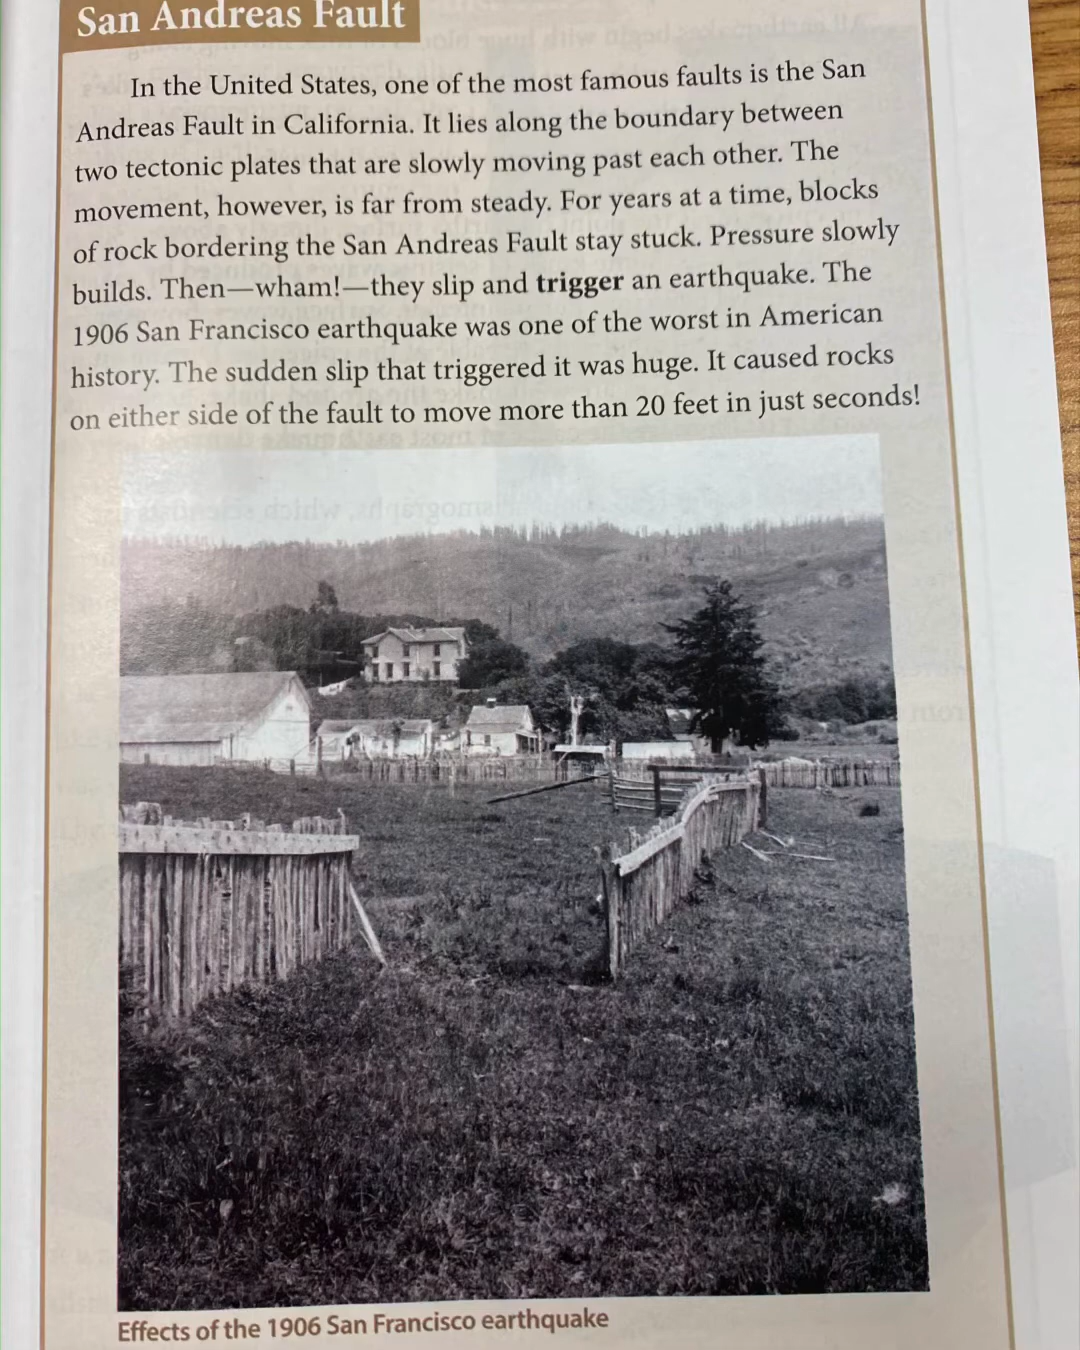 San Andreas Fault
In the United States, one of the most famous faults is the San
Andreas Fault in California. It lies along the boundary between
two tectonic plates that are slowly moving past each other. The
movement, however, is far from steady. For years at a time, blocks
of rock bordering the San Andreas Fault stay stuck. Pressure slowly
builds. Then—wham!—they slip and trigger an earthquake. The
1906 San Francisco earthquake was one of the worst in American
history. The sudden slip that triggered it was huge. It caused rocks
on either side of the fault to move more than 20 feet in just seconds!
Effects of the 1906 San Francisco earthquake